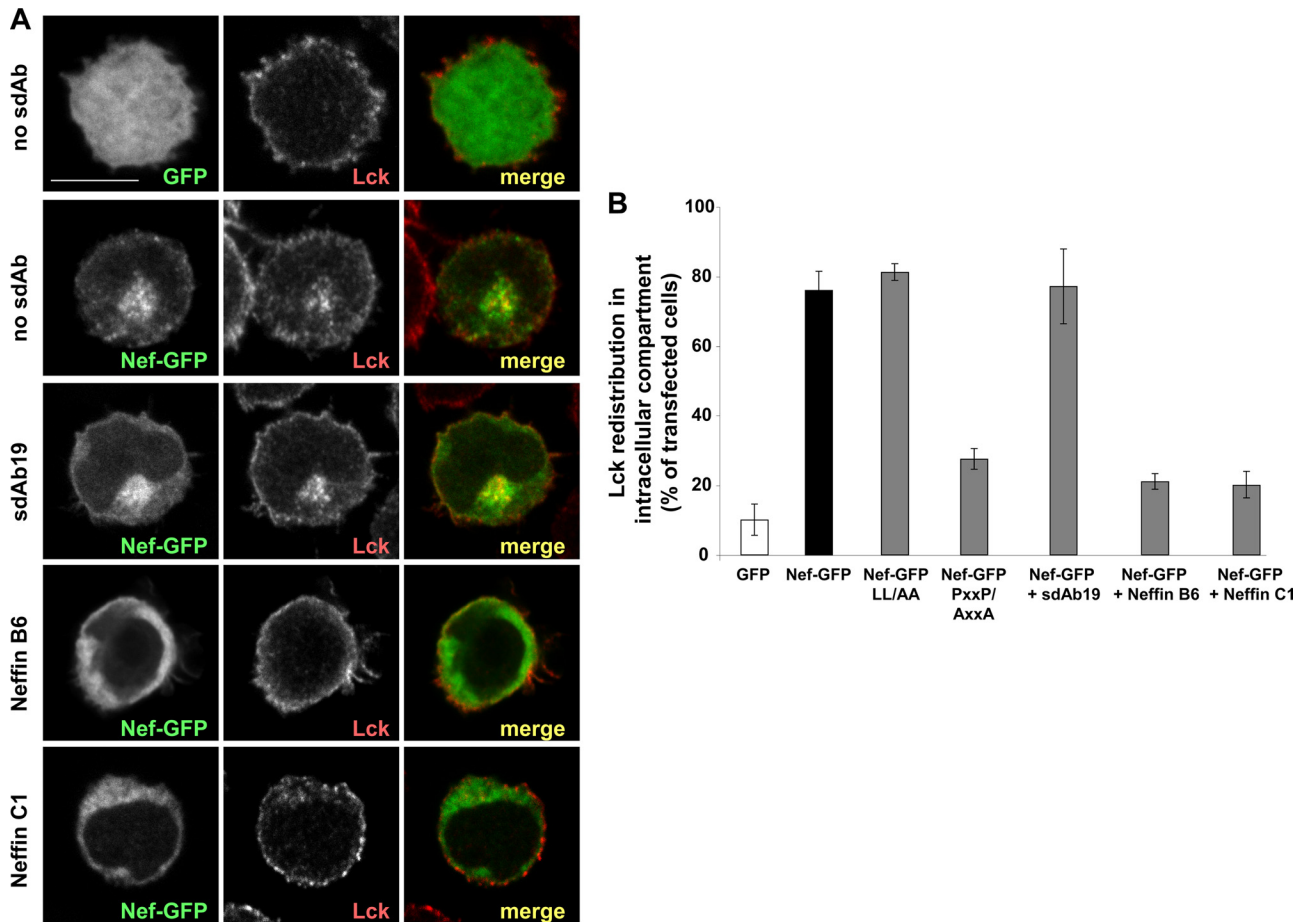 A
no sdAb
GFP
Lck
merge
no sdAb
Nef-GFP
Lck
merge
sdAb19
Nef-GFP
Lck
merge
Neffin B6
Nef-GFP
Lck
merge
Neffin C1
Nef-GFP
Lck
merge
B
Lck redistribution in
intracellular compartment
(% of transfected cells)
100
80
60
40
20
0
GFP
Nef-GFP
Nef-GFP
LL/AA
Nef-GFP
PxxP/
AxxA
Nef-GFP
+ sdAb19
Nef-GFP
+ Neffin B6
Nef-GFP
+ Neffin C1